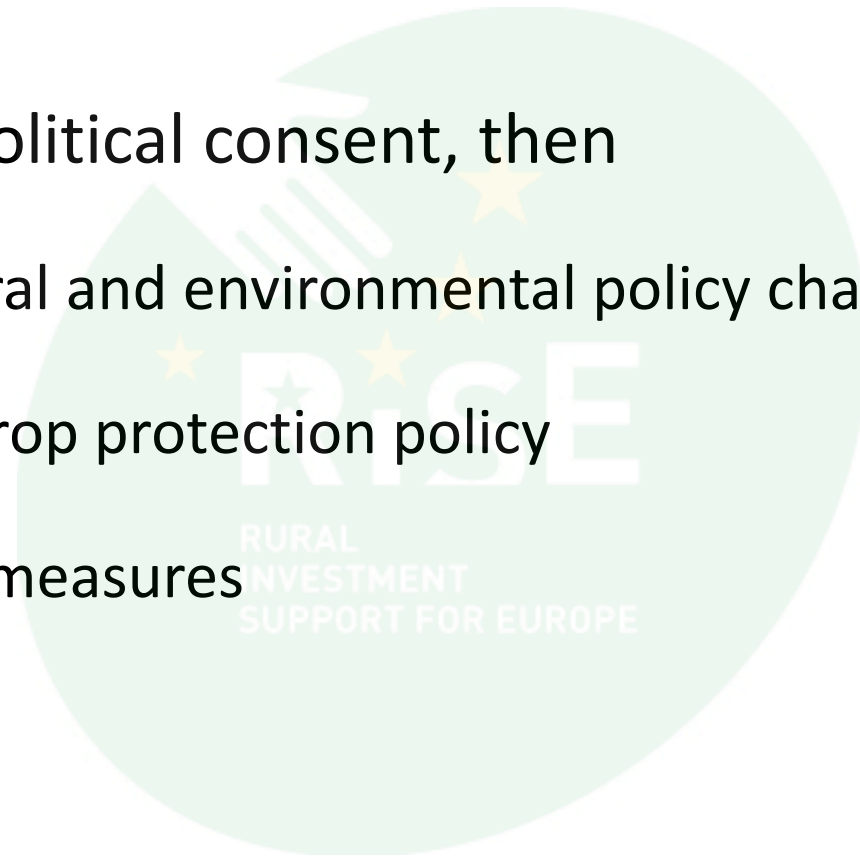 olitical consent, then
ral and environmental policy cha
rop protection policy
measures
RiSE
RURAL
INVESTMENT
SUPPORT FOR EUROPE